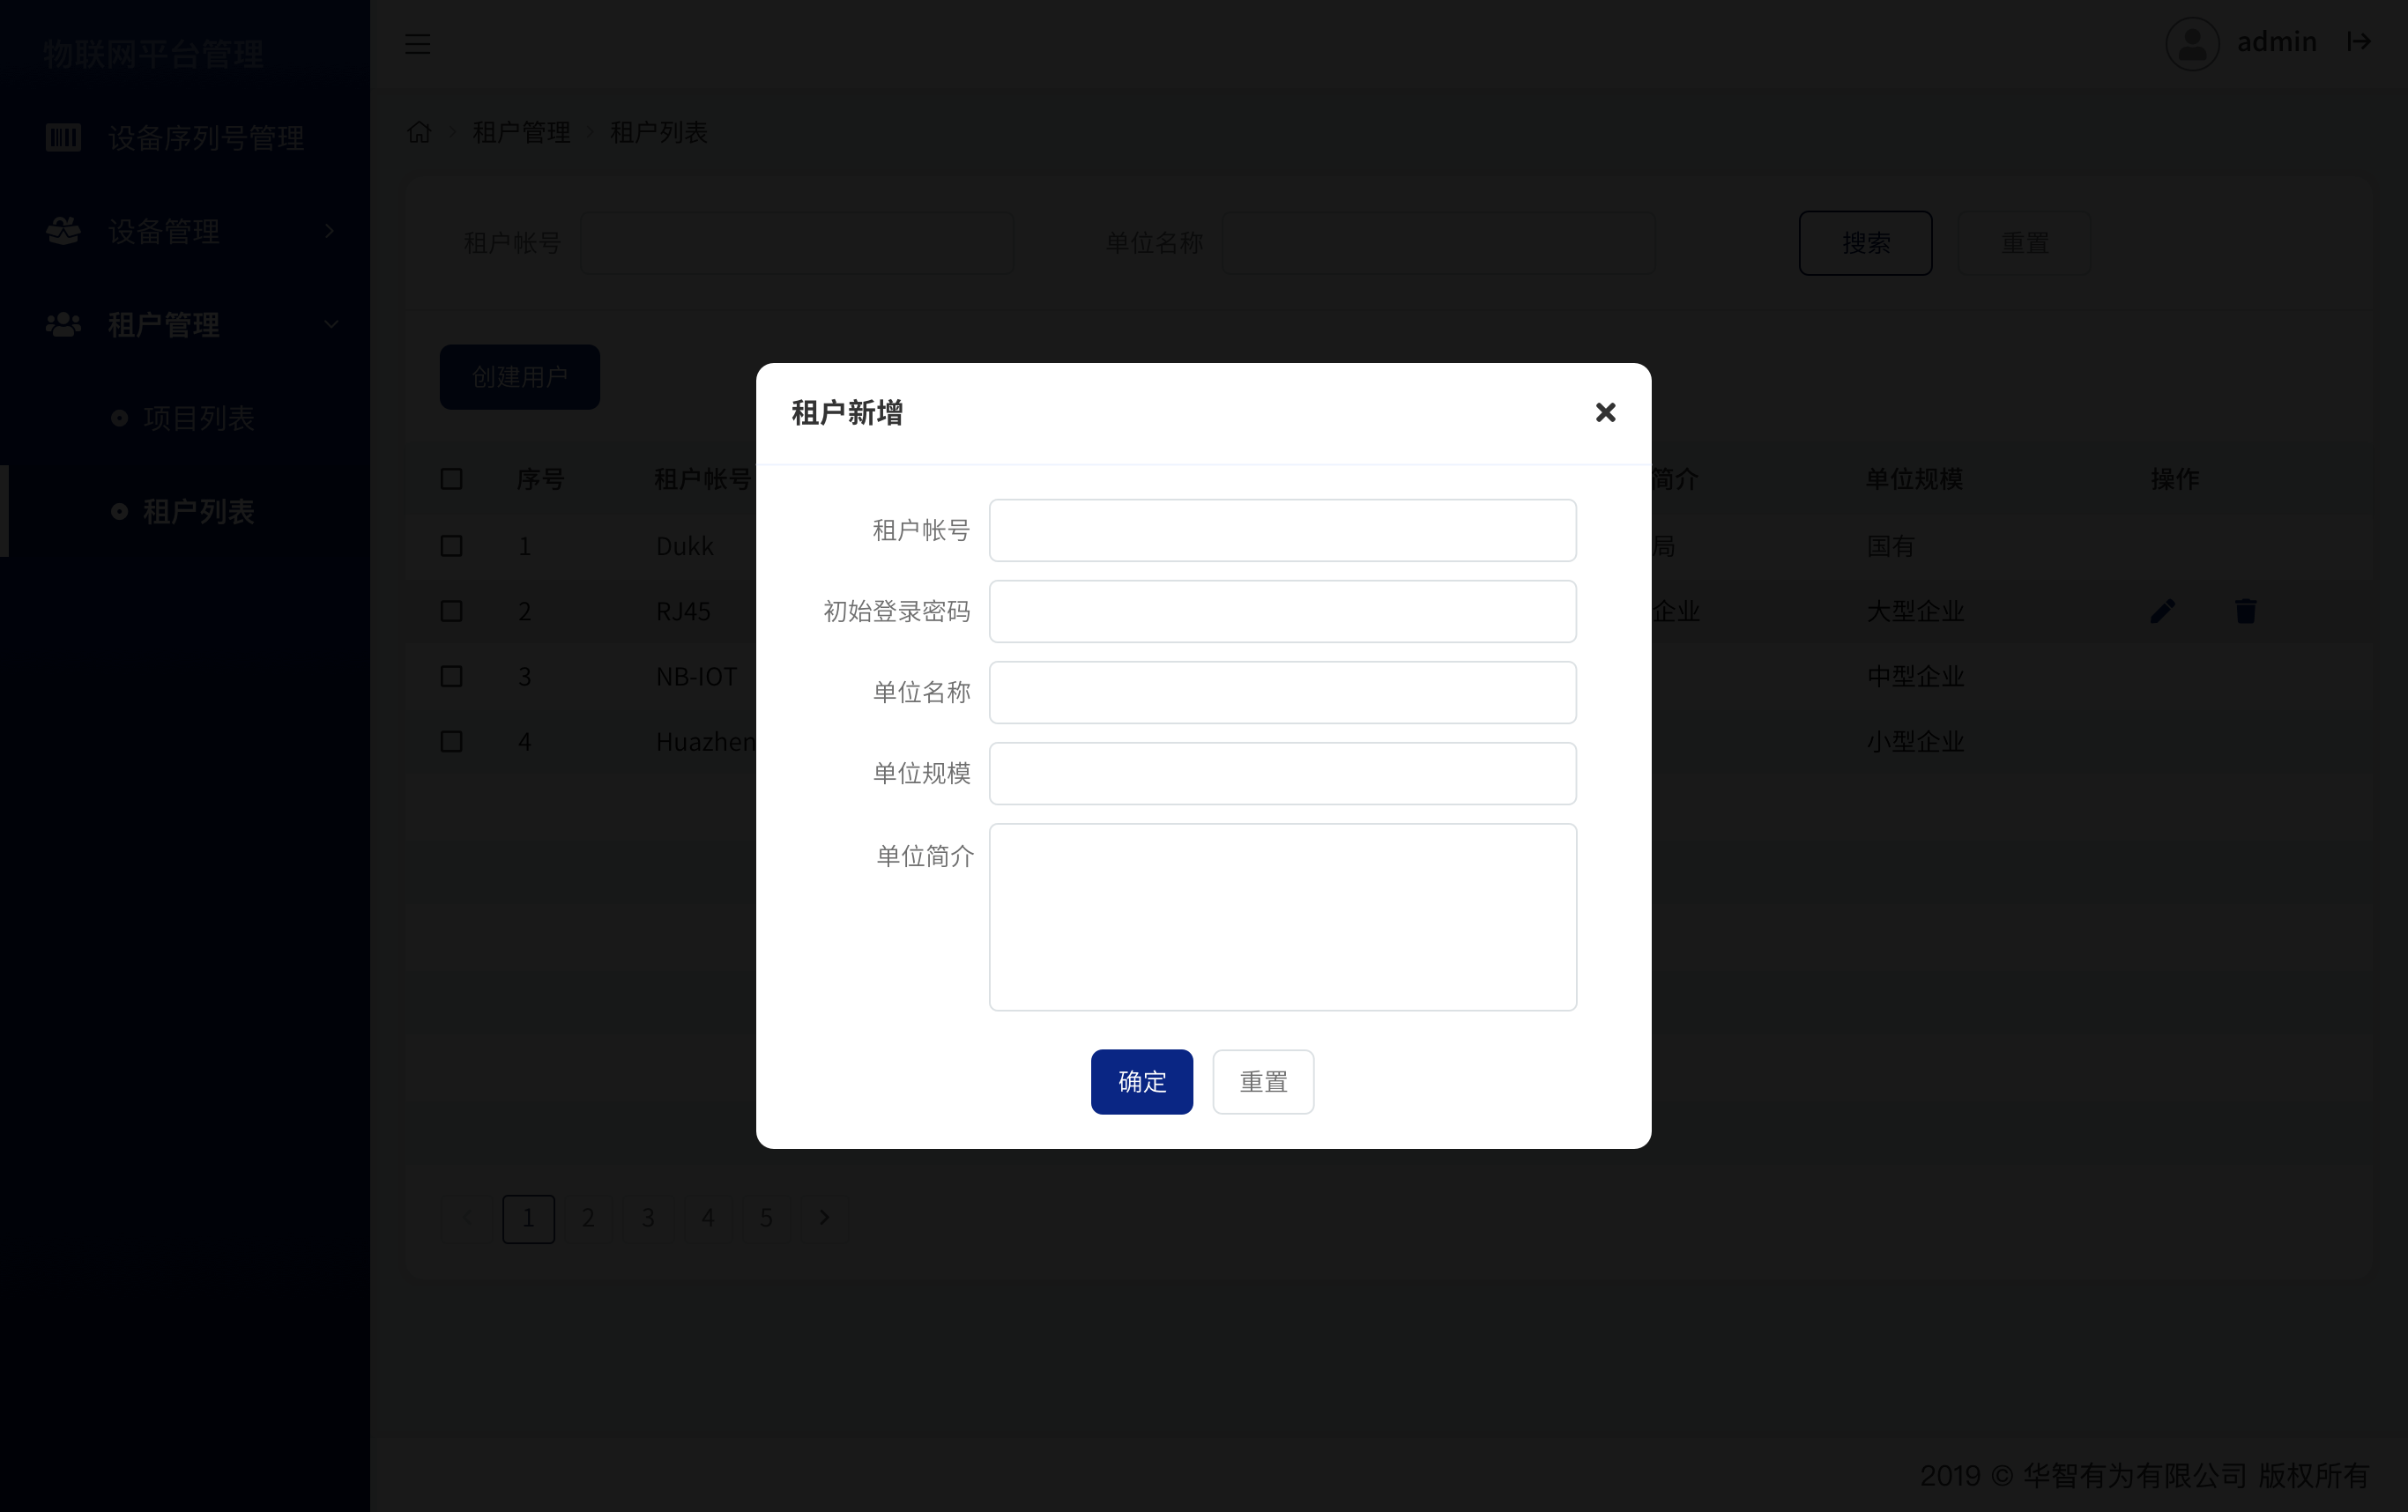 物联网平台管理
设备序列号管理
设备管理
租户管理
项目列表
租户列表
admin
租户管理 租户列表
租户帐号 单位名称 搜索 重置
创建用户
序号 租户帐号 简介 单位规模 操作
1 Dukk 局 国有
2 RJ45 企业 大型企业
3 NB-IOT 中型企业
4 Huazhen 小型企业
租户新增
租户帐号
初始登录密码
单位名称
单位规模
单位简介
确定 重置
1 2 3 4 5
2019 © 华智有为有限公司 版权所有